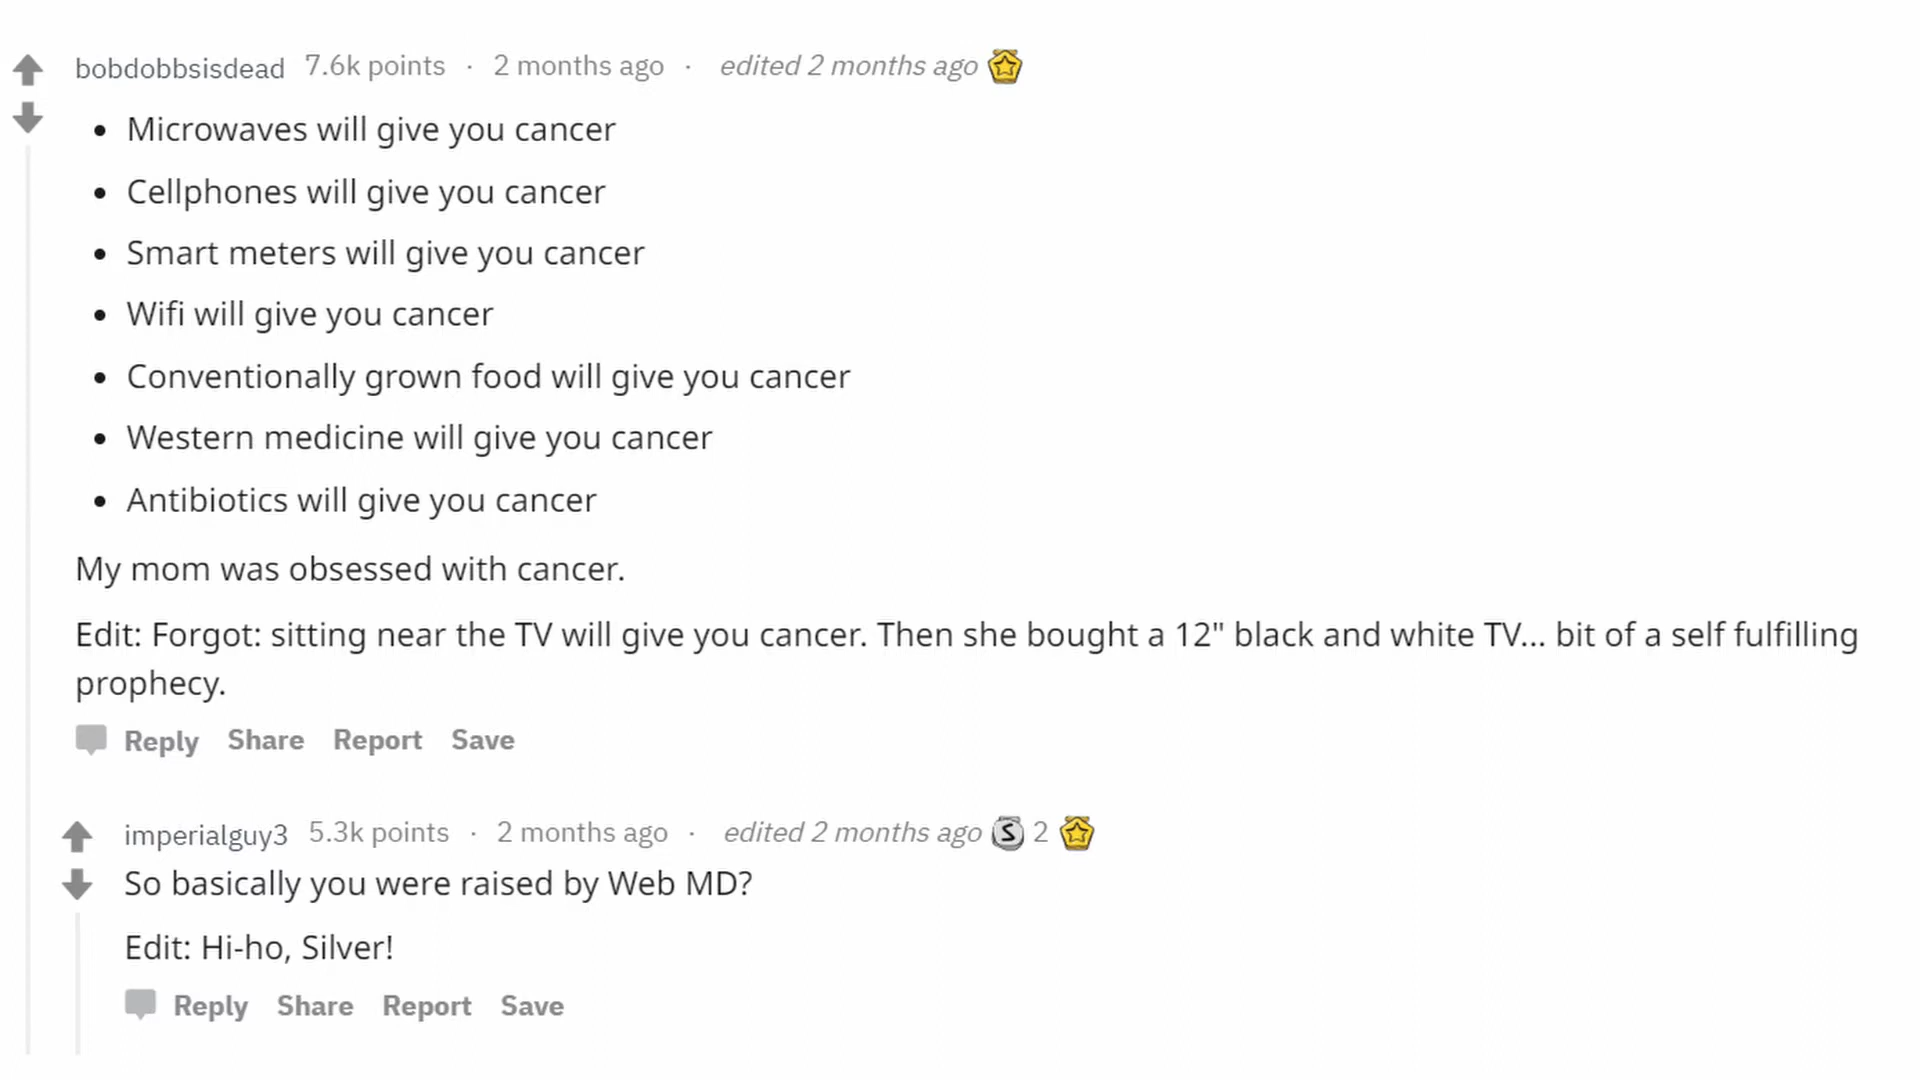 bobdobbsisdead 7.6k points · 2 months ago · edited 2 months ago
• Microwaves will give you cancer
• Cellphones will give you cancer
• Smart meters will give you cancer
• Wifi will give you cancer
• Conventionally grown food will give you cancer
• Western medicine will give you cancer
• Antibiotics will give you cancer
My mom was obsessed with cancer.
Edit: Forgot: sitting near the TV will give you cancer. Then she bought a 12" black and white TV... bit of a self fulfilling
prophecy.
Reply Share Report Save
imperialguy3 5.3k points · 2 months ago · edited 2 months ago S 2
So basically you were raised by Web MD?
Edit: Hi-ho, Silver!
Reply Share Report Save